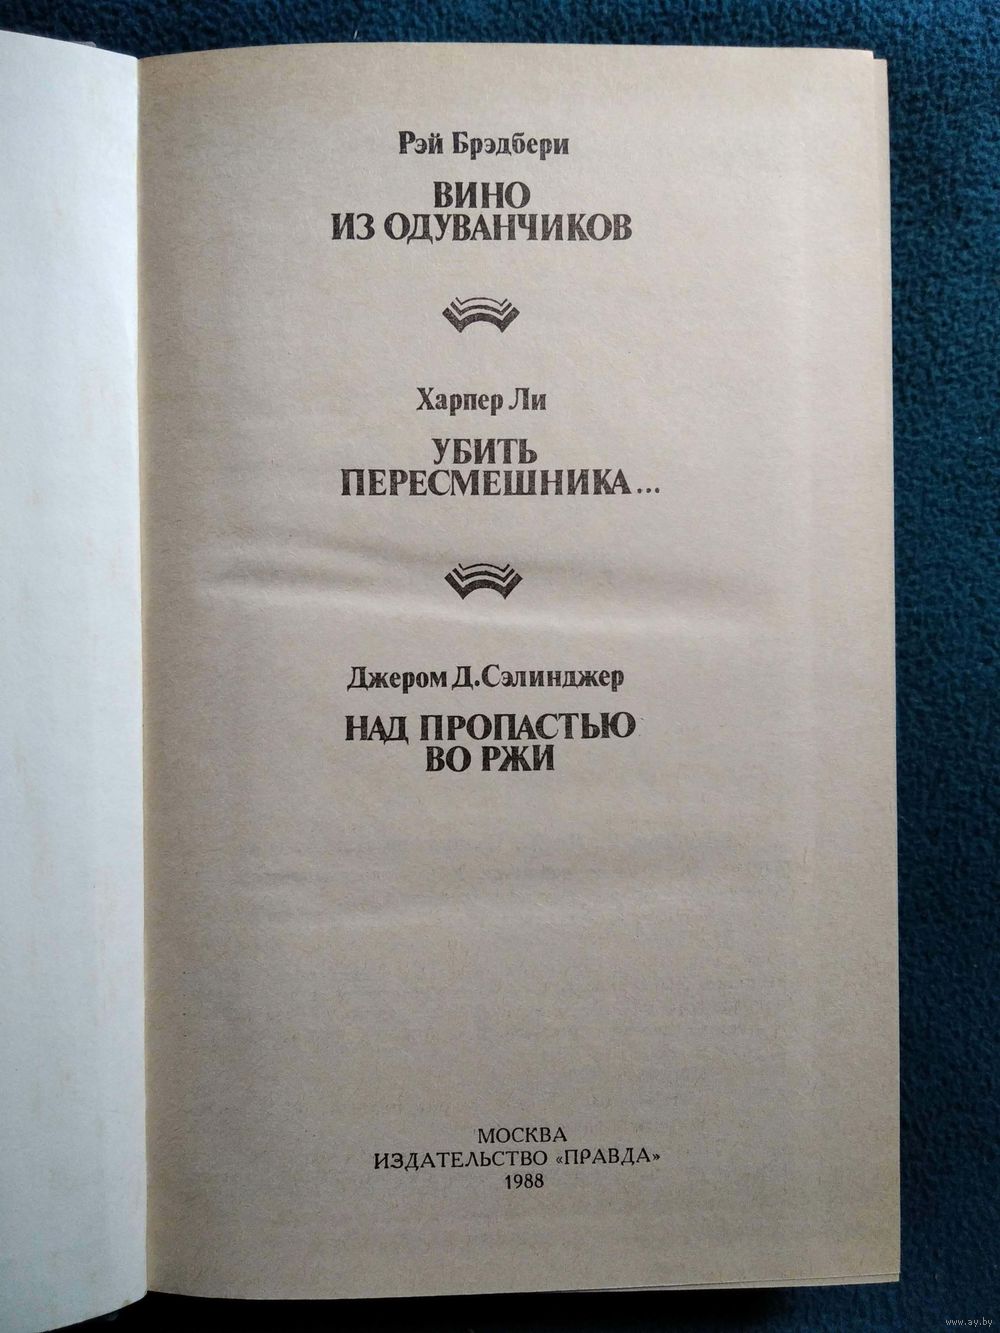 Рэй Брэдбери
ВИНО
ИЗ ОДУВАНЧИКОВ
Харпер Ли
УБИТЬ
ПЕРЕСМЕШНИКА...
Джером Д.Сэлинджер
НАД ПРОПАСТЬЮ
ВО РЖИ
МОСКВА
ИЗДАТЕЛЬСТВО «ПРАВДА»
1988
www.ay.by